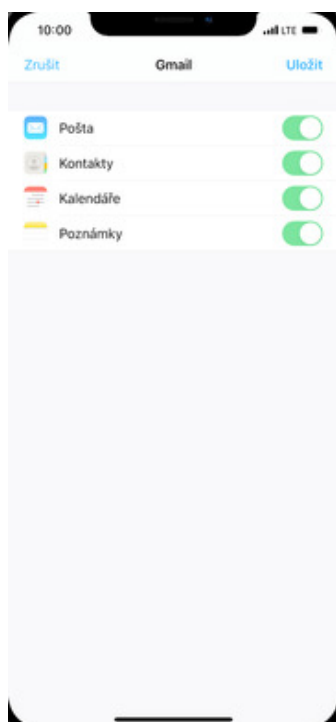 10:00 LTE
Zrušit Gmail Uložit
Pošta
Kontakty
Kalendáře
Poznámky